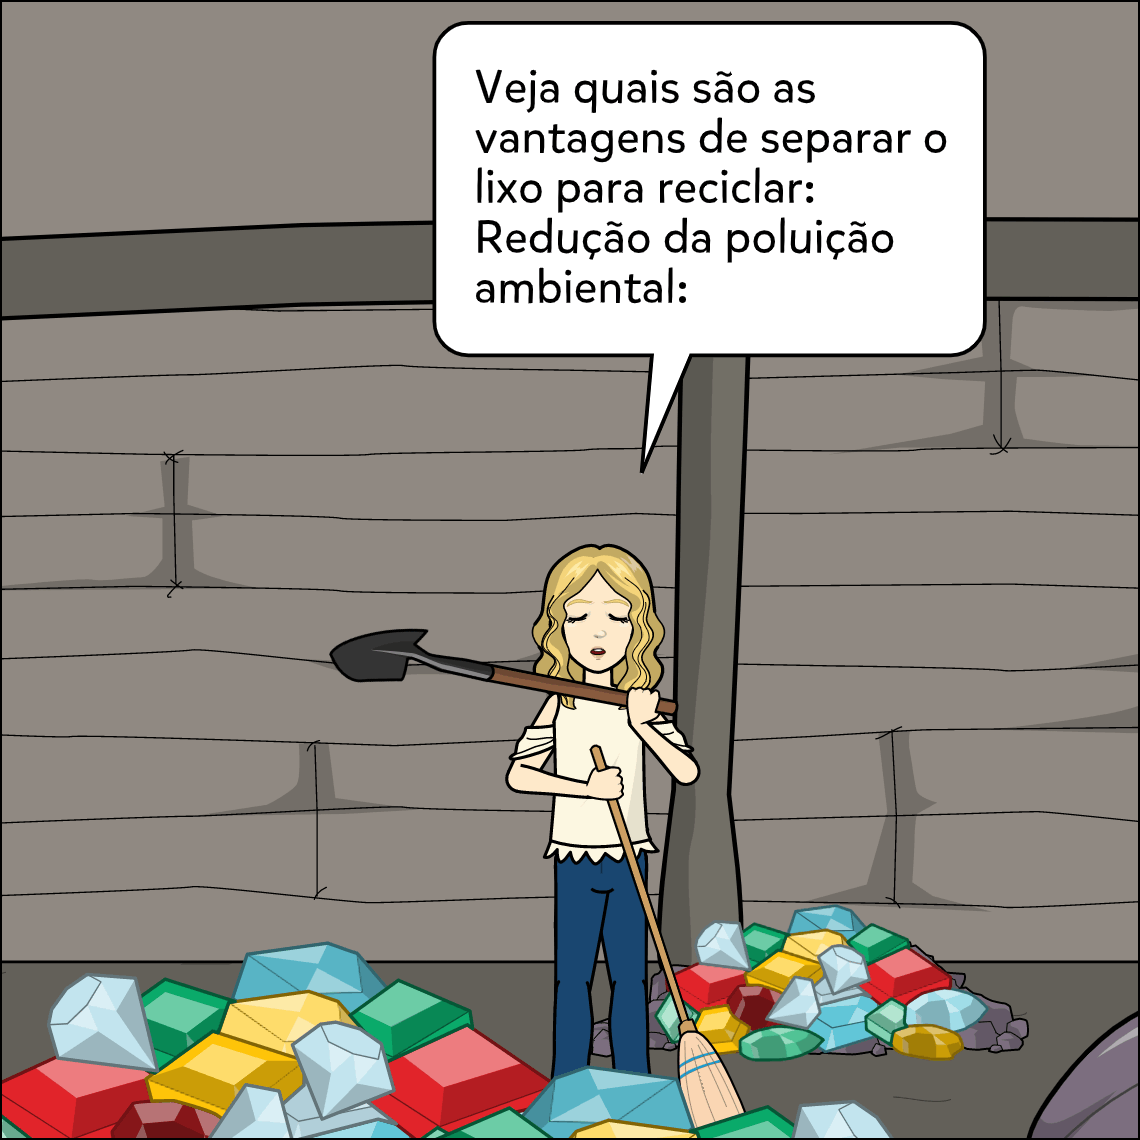 Veja quais são as
vantagens de separar o
lixo para reciclar:
Redução da poluição
ambiental: